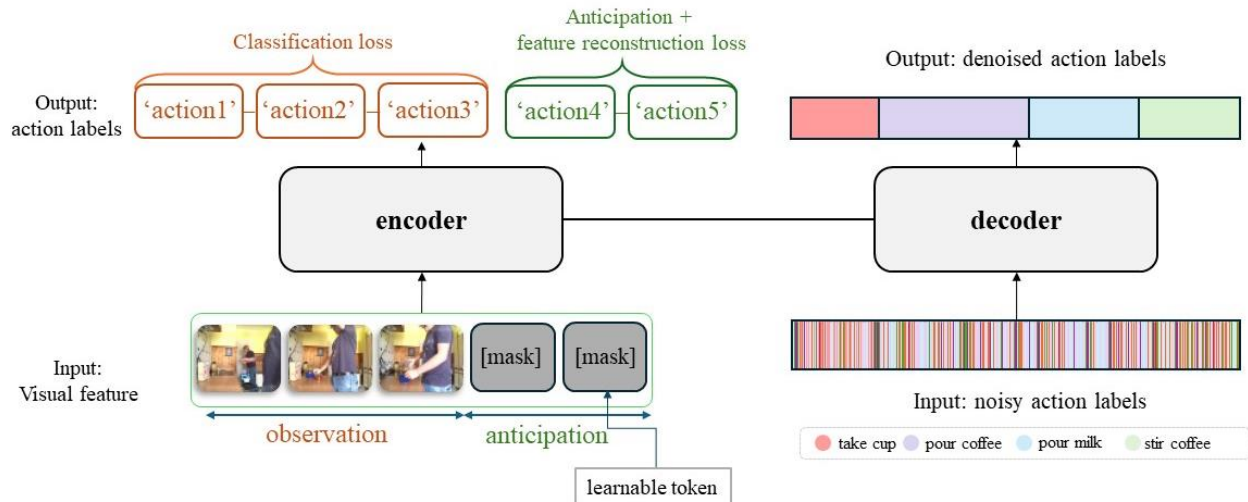 Classification loss
Anticipation +
feature reconstruction loss
Output: denoised action labels
Output:
action labels
‘action1’
‘action2’
‘action3’
‘action4’
‘action5’
encoder
decoder
Input:
Visual feature
[mask]
[mask]
observation
anticipation
learnable token
Input: noisy action labels
take cup
pour coffee
pour milk
stir coffee